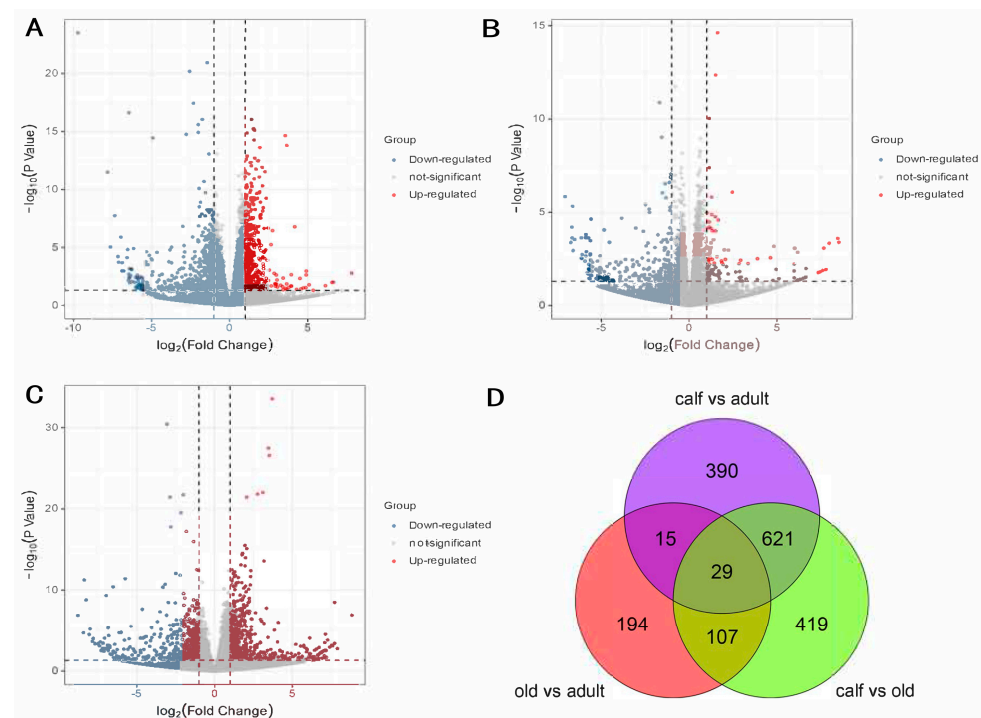 A
20
15
10
5
0
-10
-5
0
5
−log10(P Value)
log2(Fold Change)
Group
Down-regulated
not-significant
Up-regulated
B
15
10
5
0
-5
0
5
−log10(P Value)
log2(Fold Change)
Group
Down-regulated
not-significant
Up-regulated
C
30
20
10
0
-5
0
5
−log10(P Value)
log2(Fold Change)
Group
Down-regulated
not-significant
Up-regulated
D
calf vs adult
390
15
621
29
194
107
419
old vs adult
calf vs old